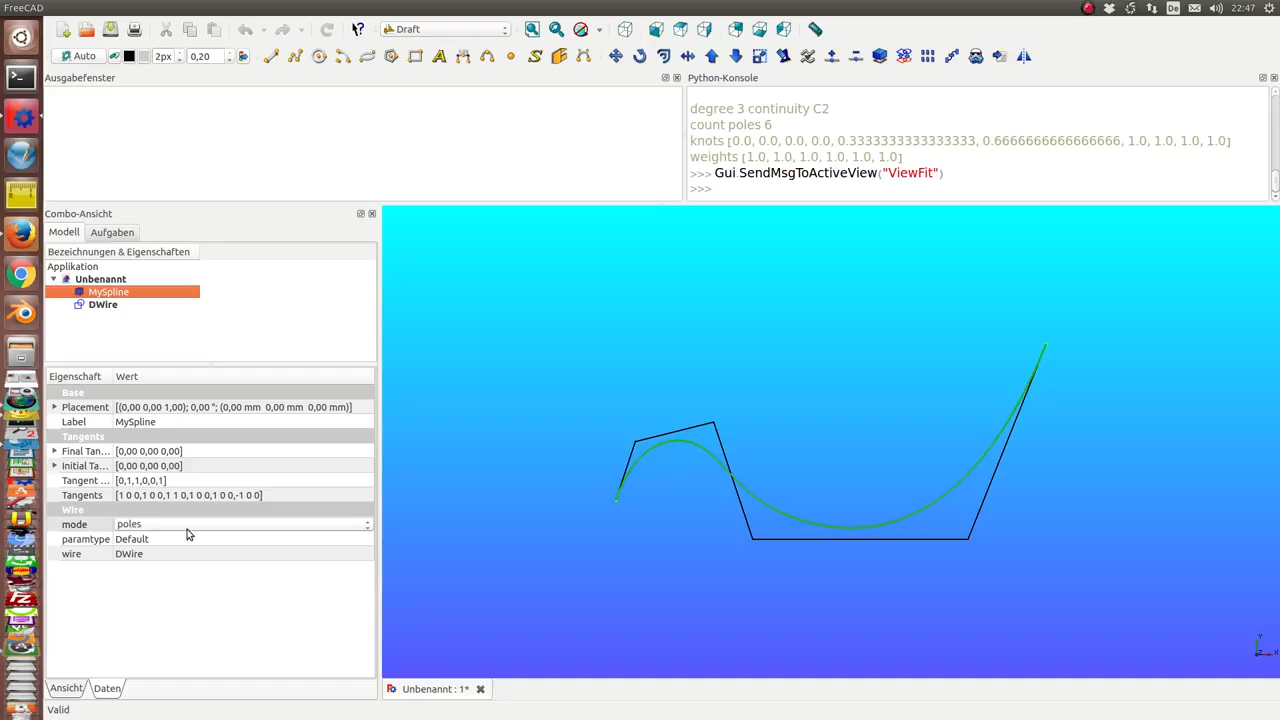 FreeCAD
De
22:47
Draft
Auto
2px
0,20
Ausgabefenster
Python-Konsole
degree 3 continuity C2
count poles 6
knots [0.0, 0.0, 0.0, 0.0, 0.3333333333333333, 0.6666666666666666, 1.0, 1.0, 1.0, 1.0]
weights [1.0, 1.0, 1.0, 1.0, 1.0, 1.0]
>>> Gui.SendMsgToActiveView("ViewFit")
>>>
Combo-Ansicht
Modell
Aufgaben
Bezeichnungen & Eigenschaften
Applikation
Unbenannt
MySpline
DWire
Eigenschaft Wert
Base
Placement [(0,00 0,00 1,00); 0,00 °; (0,00 mm 0,00 mm 0,00 mm)]
Label MySpline
Tangents
Final Tan... [0,00 0,00 0,00]
Initial Ta... [0,00 0,00 0,00]
Tangent ... [0,1,1,0,0,1]
Tangents [1 0 0,1 0 0,1 1 0,1 0 0,1 0 0,-1 0 0]
Wire
mode poles
paramtype Default
wire DWire
Ansicht
Daten
Unbenannt : 1*
Valid